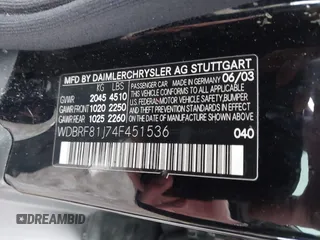 MFD BY DAIMLERCHRYSLER AG STUTTGART
KG LBS
PASSENGER CAR MADE IN GERMANY 06/03
GVWR 2045 4510
GAWR FRONT 1020 2250
GAWR REAR 1025 2260
THIS VEHICLE CONFORMS TO ALL
APPLICABLE U.S. FEDERAL MOTOR
VEHICLE SAFETY, BUMPER, AND
THEFT PREVENTION STANDARDS
IN EFFECT ON THE DATE OF
MANUFACTURE SHOWN ABOVE
WDBRF81J74F451536
040
DREAMBID